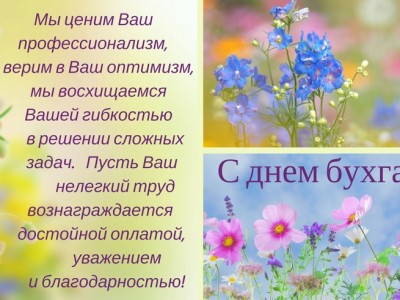 Мы ценим Ваш
профессионализм,
верим в Ваш оптимизм,
мы восхищаемся
Вашей гибкостью
в решении сложных
задач. Пусть Ваш
нелегкий труд
вознаграждается
достойной оплатой,
уважением
и благодарностью!
С днем бухга